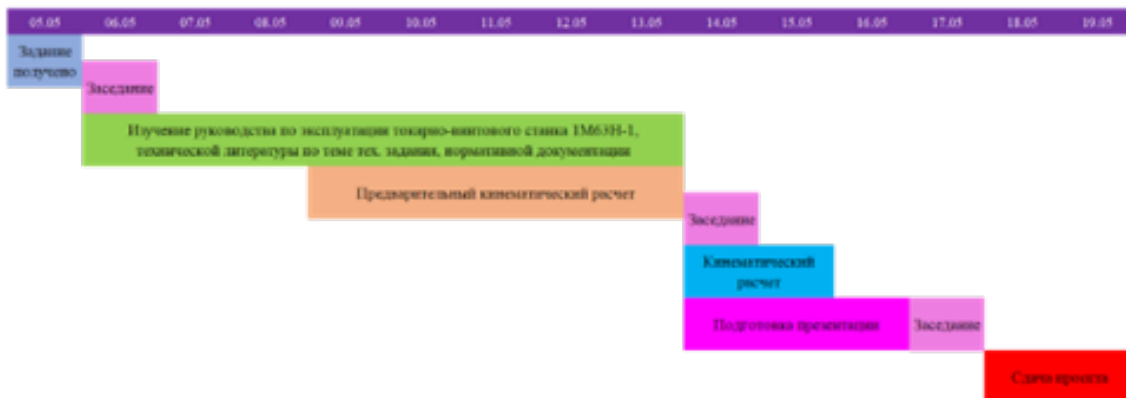 05.05 06.05 07.05 08.05 09.05 10.05 11.05 12.05 13.05 14.05 15.05 16.05 17.05 18.05 19.05
Задание
получено
Заседание
Изучение руководства по эксплуатации токарно-винтового станка 1М63Н-1,
технической литературы по теме тех. задания, нормативной документации
Предварительный кинематический расчет
Заседание
Кинематический
расчет
Подготовка презентации Заседание
Сдача проекта